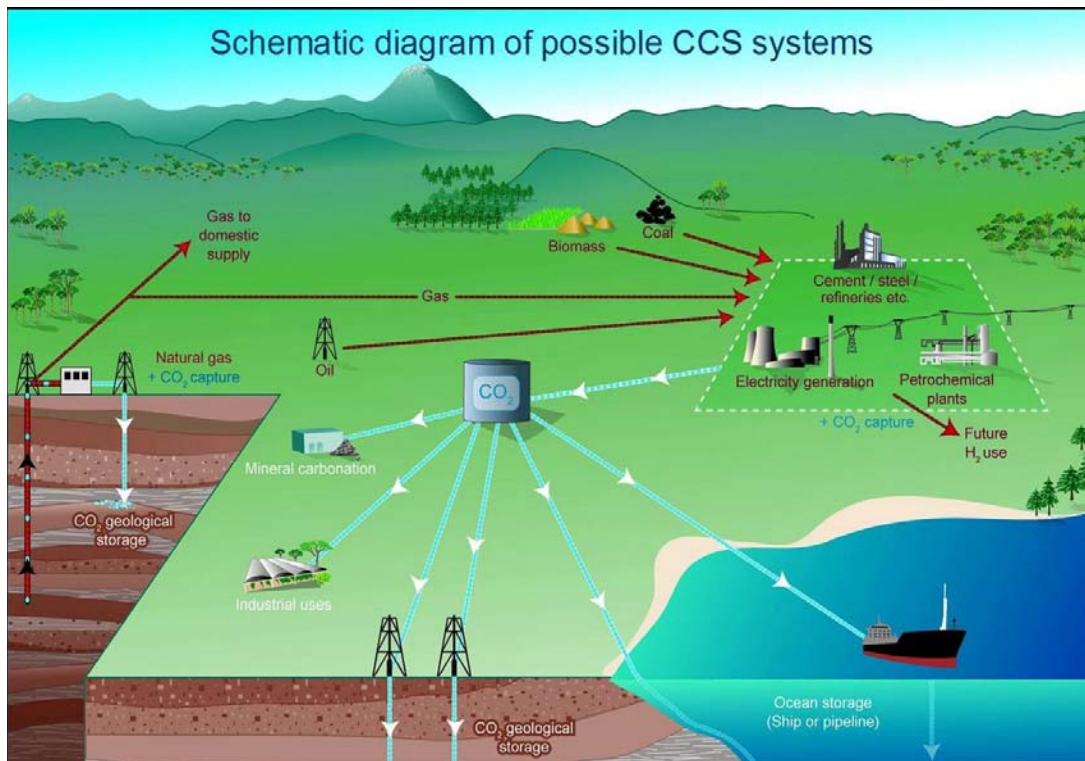 Schematic diagram of possible CCS systems
Gas to
domestic
supply
Biomass
Coal
Cement / steel /
refineries etc.
Gas
Oil
Natural gas
+ CO₂ capture
CO₂
Electricity generation
Petrochemical
plants
+ CO₂ capture
Future
H₂ use
Mineral carbonation
CO₂ geological
storage
Industrial uses
Ocean storage
(Ship or pipeline)
CO₂ geological
storage